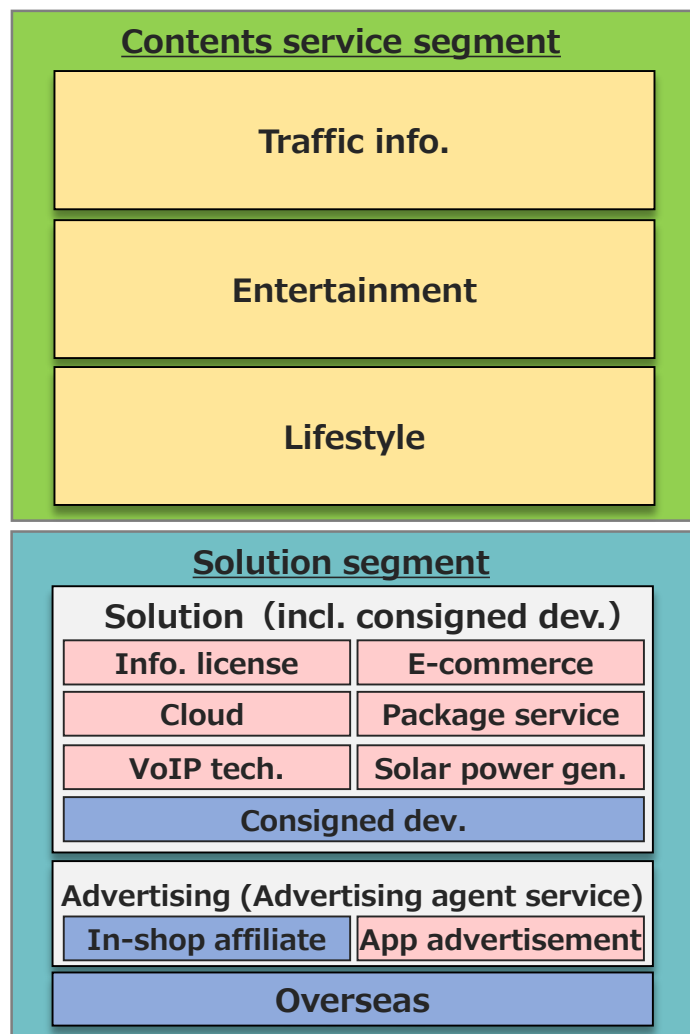 Contents service segment
Traffic info.
Entertainment
Lifestyle
Solution segment
Solution（incl. consigned dev.）
Info. license
E-commerce
Cloud
Package service
VoIP tech.
Solar power gen.
Consigned dev.
Advertising (Advertising agent service)
In-shop affiliate
App advertisement
Overseas